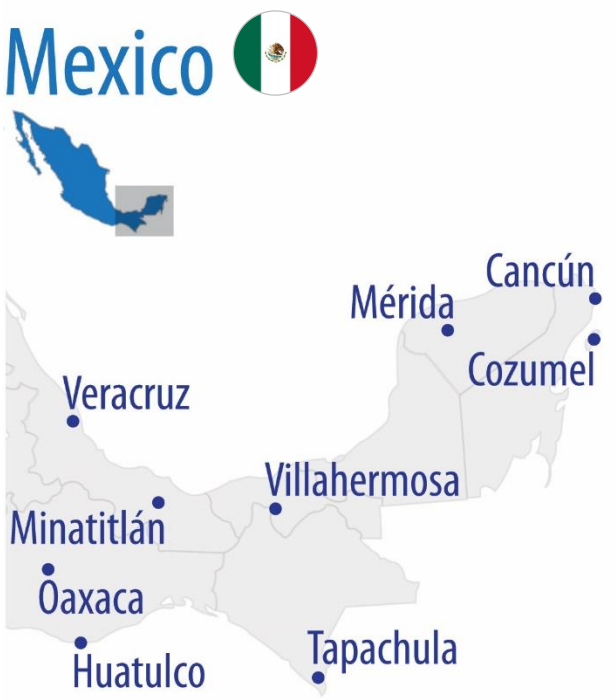 Mexico
Cancún
Mérida
Cozumel
Veracruz
Villahermosa
Minatitlán
Oaxaca
Tapachula
Huatulco